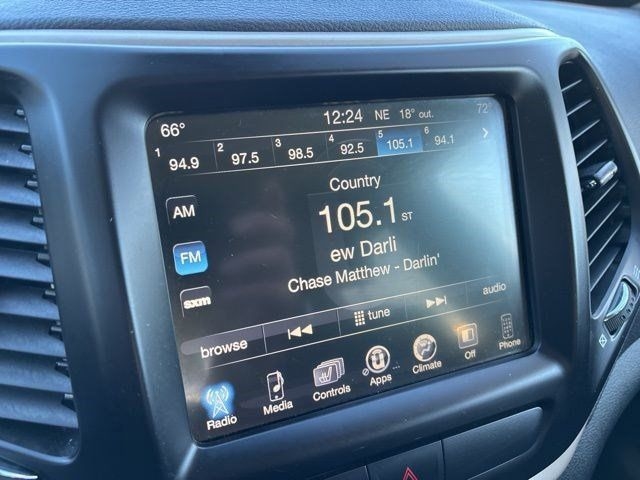 66° 12:24 NE 18° out. 72°
1 94.9 2 97.5 3 98.5 4 92.5 5 105.1 6 94.1
Country
AM
105.1 ST
FM
ew Darli
Chase Matthew - Darlin'
sxm
browse tune audio
Radio Media Controls Apps Climate Off Phone